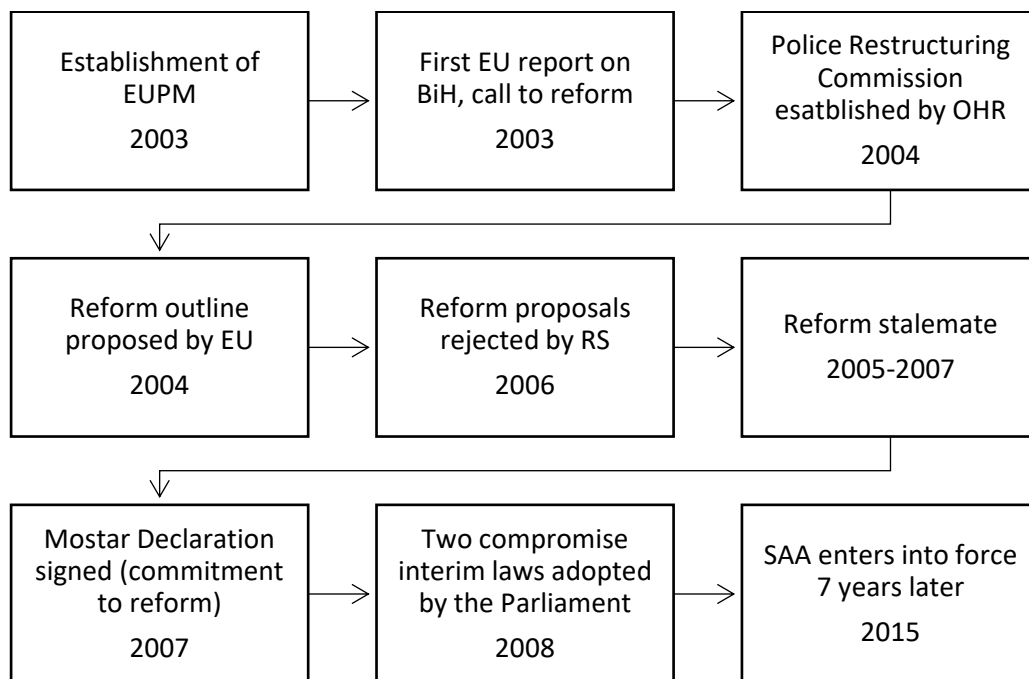 Establishment of
EUPM
2003
First EU report on
BiH, call to reform
2003
Police Restructuring
Commission
esatblished by OHR
2004
Reform outline
proposed by EU
2004
Reform proposals
rejected by RS
2006
Reform stalemate
2005-2007
Mostar Declaration
signed (commitment
to reform)
2007
Two compromise
interim laws adopted
by the Parliament
2008
SAA enters into force
7 years later
2015